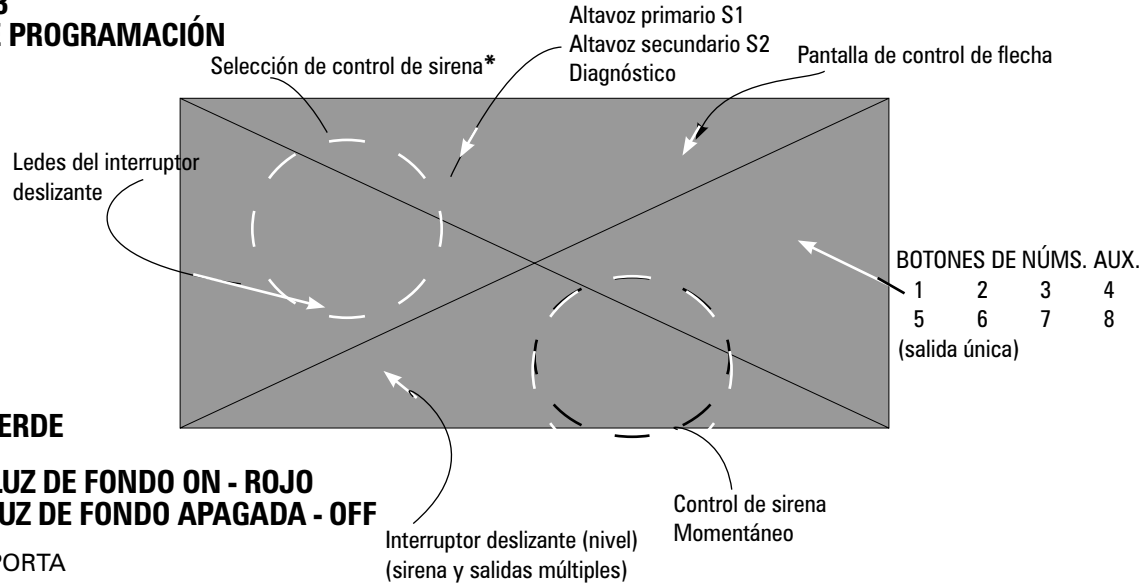 E PROGRAMACIÓN
Altavoz primario S1
Altavoz secundario S2
Diagnóstico
Selección de control de sirena*
Pantalla de control de flecha
Ledes del interruptor
deslizante
BOTONES DE NÚMS. AUX.
1 2 3 4
5 6 7 8
(salida única)
ERDE
LUZ DE FONDO ON - ROJO
UZ DE FONDO APAGADA - OFF
PORTA
Interruptor deslizante (nivel)
(sirena y salidas múltiples)
Control de sirena
Momentáneo